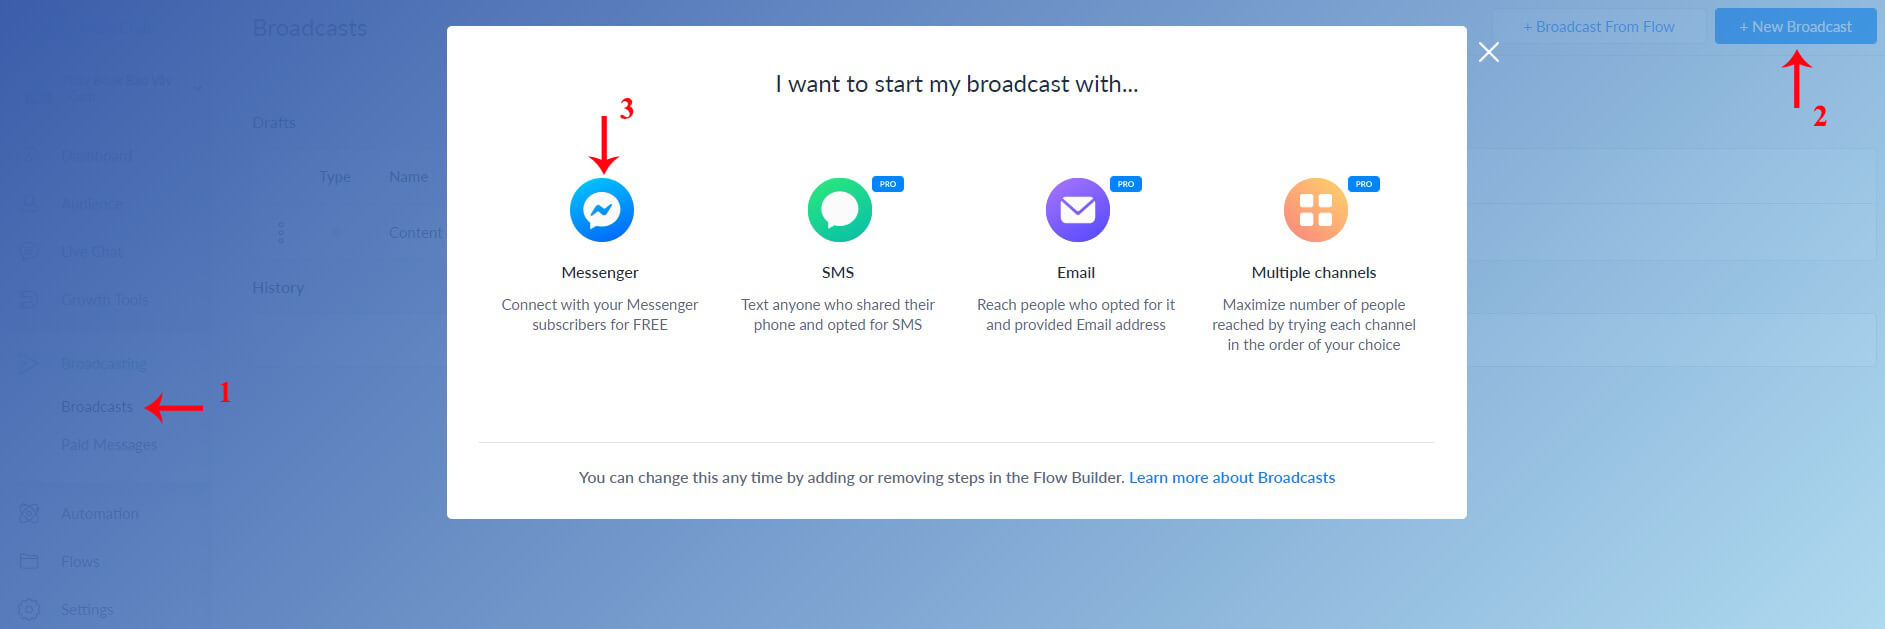 Broadcasts
+ Broadcast From Flow
+ New Broadcast
2
Drafts
Type
Name
Content
History
Dashboard
Audience
Live Chat
Growth Tools
Broadcasting
Broadcasts
1
Paid Messages
Automation
Flows
Settings
I want to start my broadcast with...
3
Messenger
Connect with your Messenger
subscribers for FREE
PRO
SMS
Text anyone who shared their
phone and opted for SMS
PRO
Email
Reach people who opted for it
and provided Email address
PRO
Multiple channels
Maximize number of people
reached by trying each channel
in the order of your choice
You can change this any time by adding or removing steps in the Flow Builder. Learn more about Broadcasts